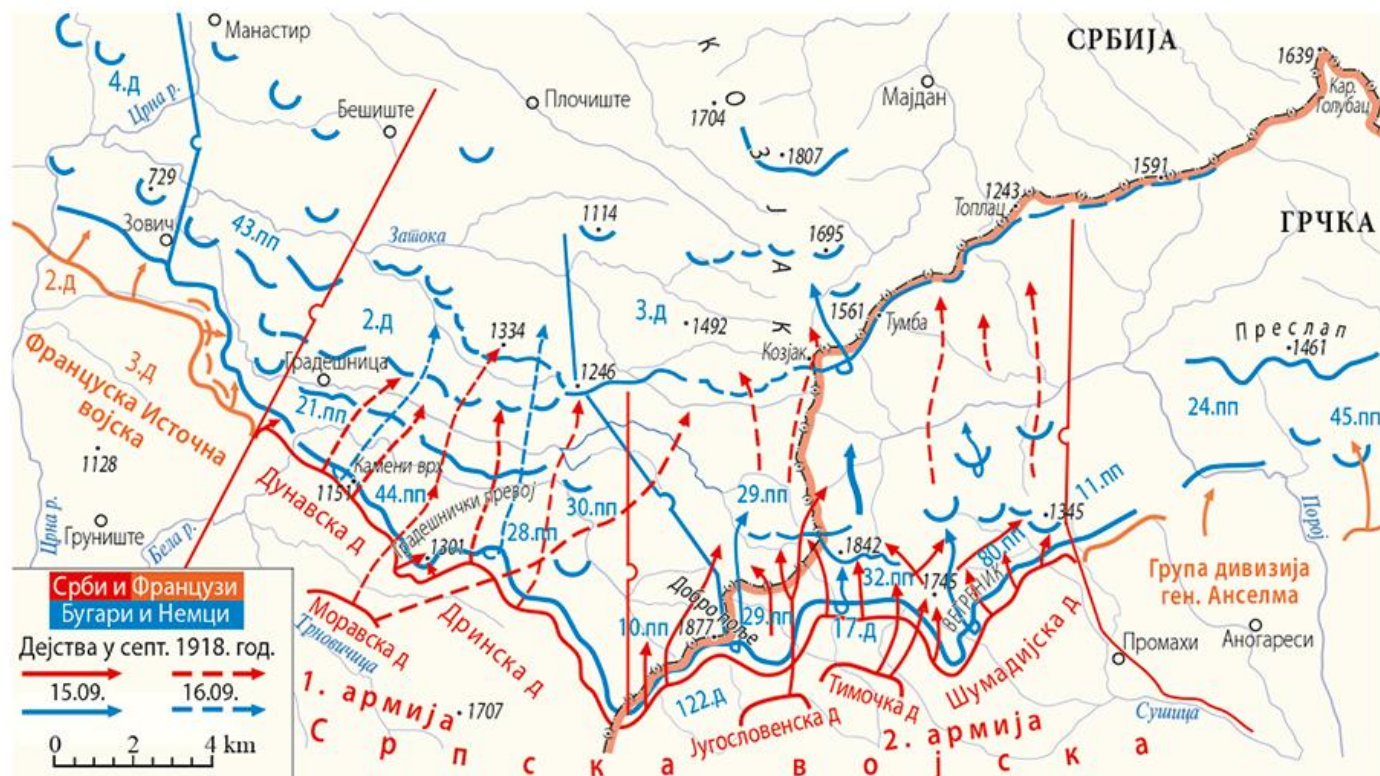 Манастир
СРБИЈА
1639
Кар.
Голубац
4.д
Црна р.
Бешиште
Плочиште
К
О
З
Ј
А
К
1704
Мајдан
1807
729
1591
1243
Топлац
Зович
43.пп
1114
Затока
1695
ГРЧКА
2.д
2.д
1334
3.д
1492
1561
Тумба
Козјак
Преслап
1461
3.д
Француска Источна
војска
Градешница
1246
21.пп
24.пп
45.пп
1128
Камени врх
1151
44.пп
Градешнички превој
30.пп
29.пп
11.пп
1345
Црна р.
Груниште
Бела р.
Дунавска д
1301
28.пп
1842
32.пп
80.пп
1745
ВЕТРЕНИК
Порој
Група дивизија
ген. Анселма
Моравска д
Трновичица
Дринска д
10.пп
Добро поље
1877
29.пп
17.д
122.д
Југословенска д
Тимочка д
Шумадијска д
Промахи
Аногареси
Сушица
1. армија
1707
2. армија
Српска војска
Срби и Французи
Бугари и Немци
Дејства у септ. 1918. год.
15.09. 16.09.
0 2 4 km